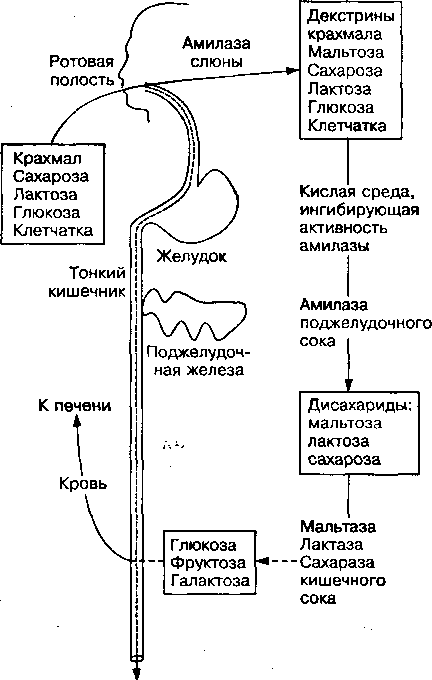 Ротовая
полость
Амилаза
слюны
Декстрины
крахмала
Мальтоза
Сахароза
Лактоза
Глюкоза
Клетчатка
Крахмал
Сахароза
Лактоза
Глюкоза
Клетчатка
Кислая среда,
ингибирующая
активность
амилазы
Желудок
Тонкий
кишечник
Амилаза
поджелудочного
сока
Поджелудоч-
ная железа
К печени
Дисахариды:
мальтоза
лактоза
сахароза
Кровь
Глюкоза
Фруктоза
Галактоза
Мальтаза
Лактаза
Сахараза
кишечного
сока